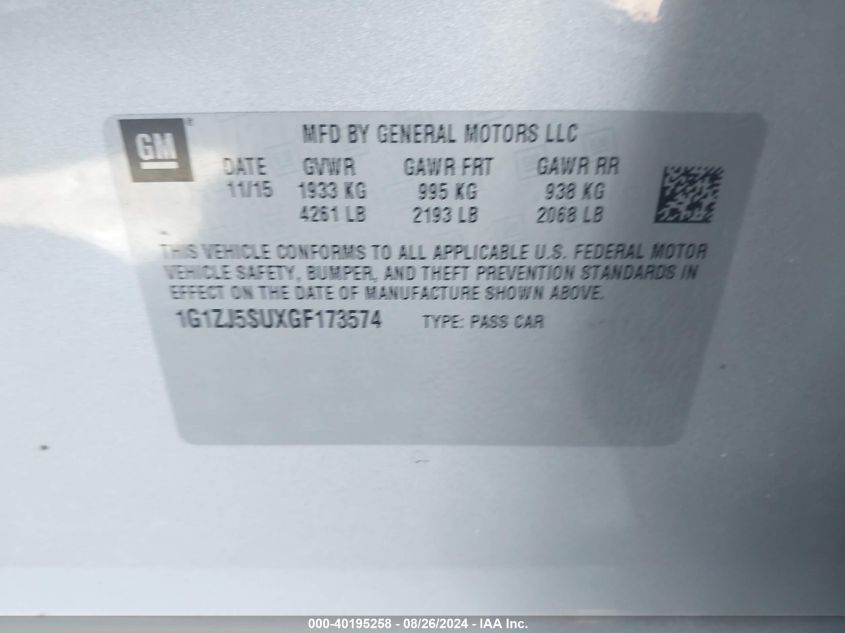 GM ®
MFD BY GENERAL MOTORS LLC
DATE GVWR GAWR FRT GAWR RR
11/15 1933 KG 995 KG 938 KG
4261 LB 2193 LB 2068 LB
THIS VEHICLE CONFORMS TO ALL APPLICABLE U.S. FEDERAL MOTOR
VEHICLE SAFETY, BUMPER, AND THEFT PREVENTION STANDARDS IN
EFFECT ON THE DATE OF MANUFACTURE SHOWN ABOVE.
1G1ZJ5SUXGF173574 TYPE: PASS CAR
000-40195258 - 08/26/2024 - IAA Inc.